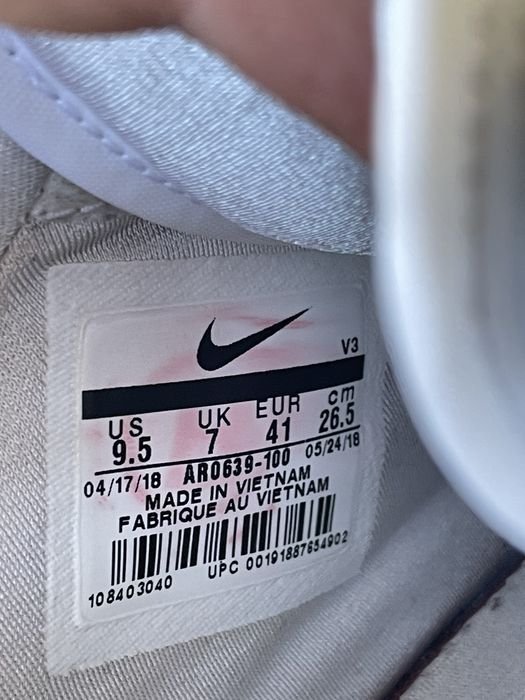 V3
US UK EUR cm
9.5 7 41 26.5
04/17/18 AR0639-100 05/24/18
MADE IN VIETNAM
FABRIQUE AU VIETNAM
108403040 UPC 00191887654902